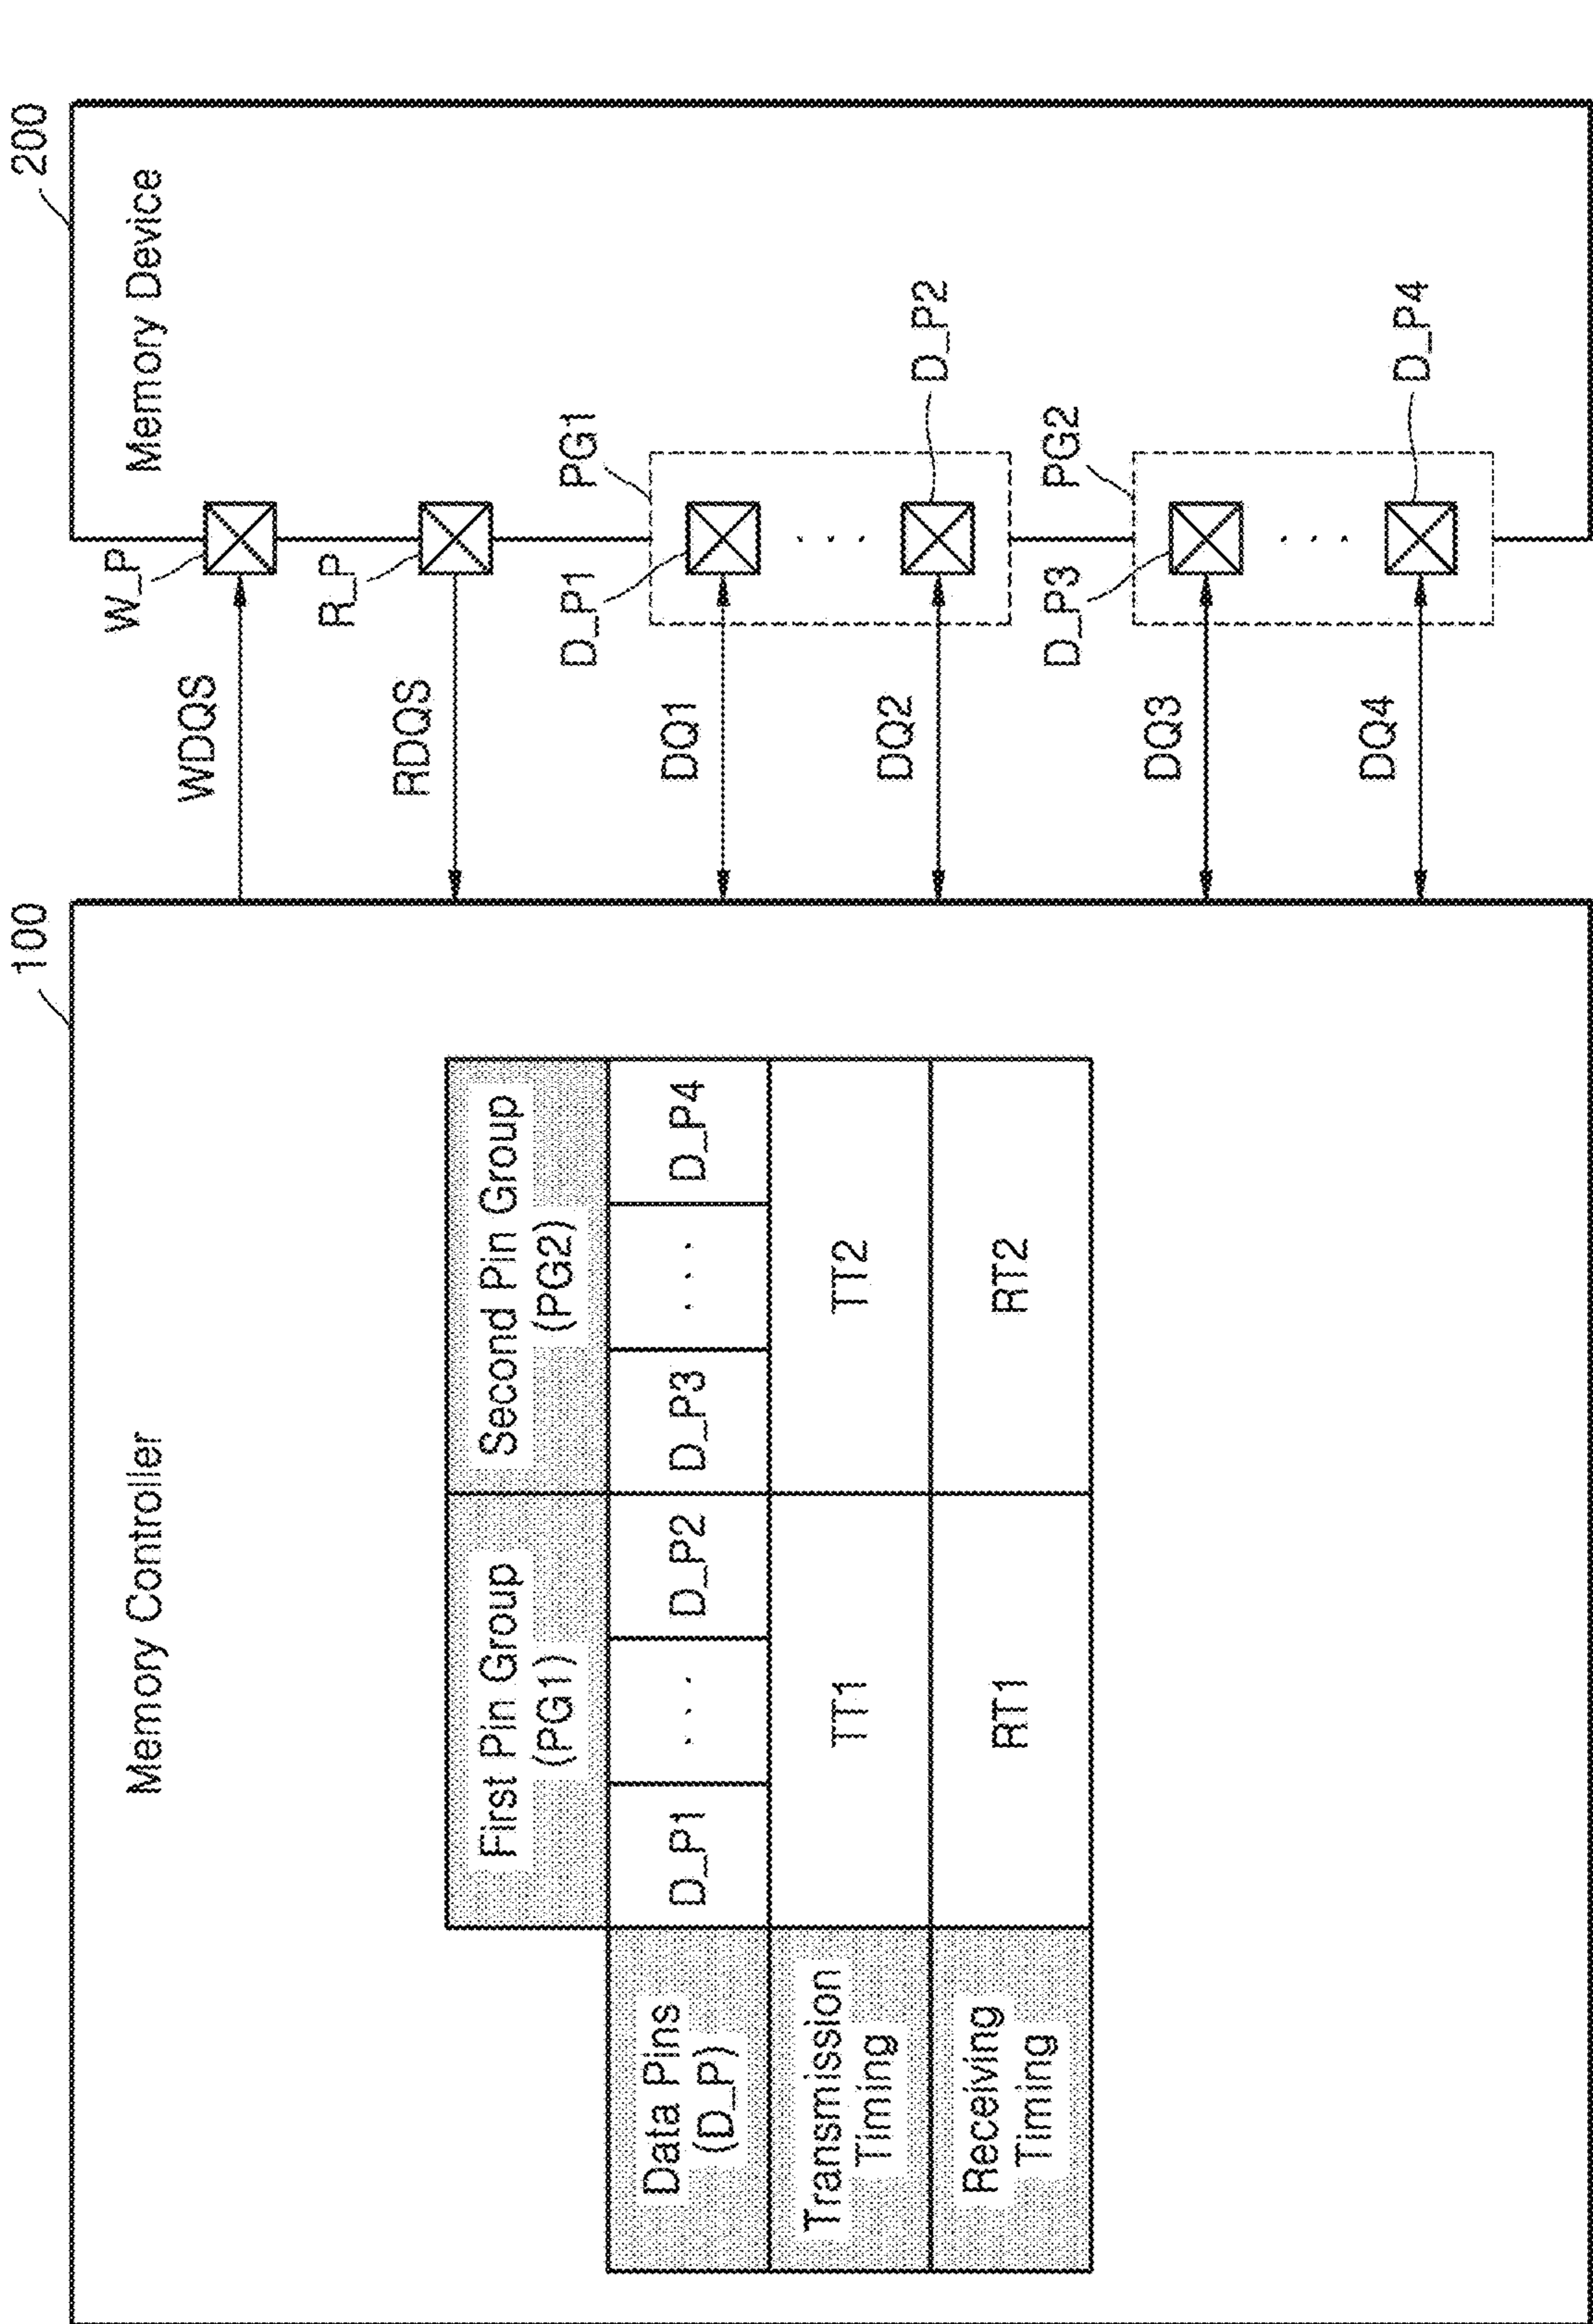 100
Memory Controller
First Pin Group
(PG1)
Second Pin Group
(PG2)
Data Pins
(D_P)
D_P1
. . .
D_P2
D_P3
. . .
D_P4
Transmission
Timing
TT1
TT2
Receiving
Timing
RT1
RT2
WDQS
RDQS
DQ1
DQ2
DQ3
DQ4
200
Memory Device
W_P
R_P
PG1
D_P1
. . .
D_P2
PG2
D_P3
. . .
D_P4